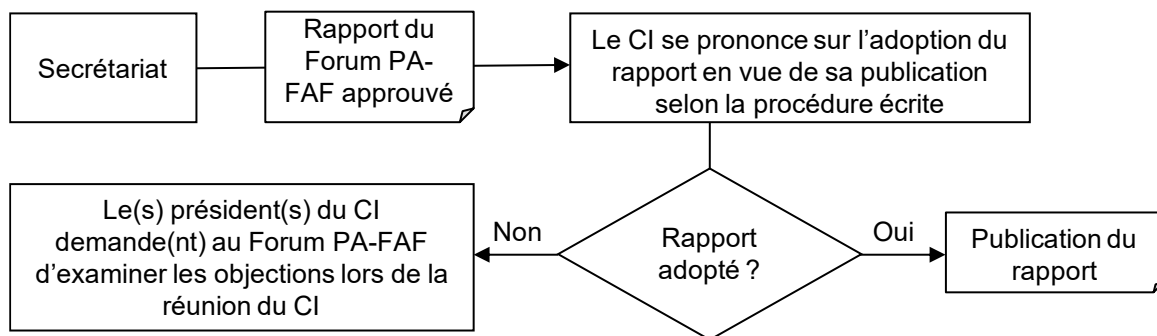 Secrétariat
Rapport du
Forum PA-
FAF approuvé
Le CI se prononce sur l’adoption du
rapport en vue de sa publication
selon la procédure écrite
Le(s) président(s) du CI
demande(nt) au Forum PA-FAF
d’examiner les objections lors de la
réunion du CI
Non
Rapport
adopté ?
Oui
Publication du
rapport